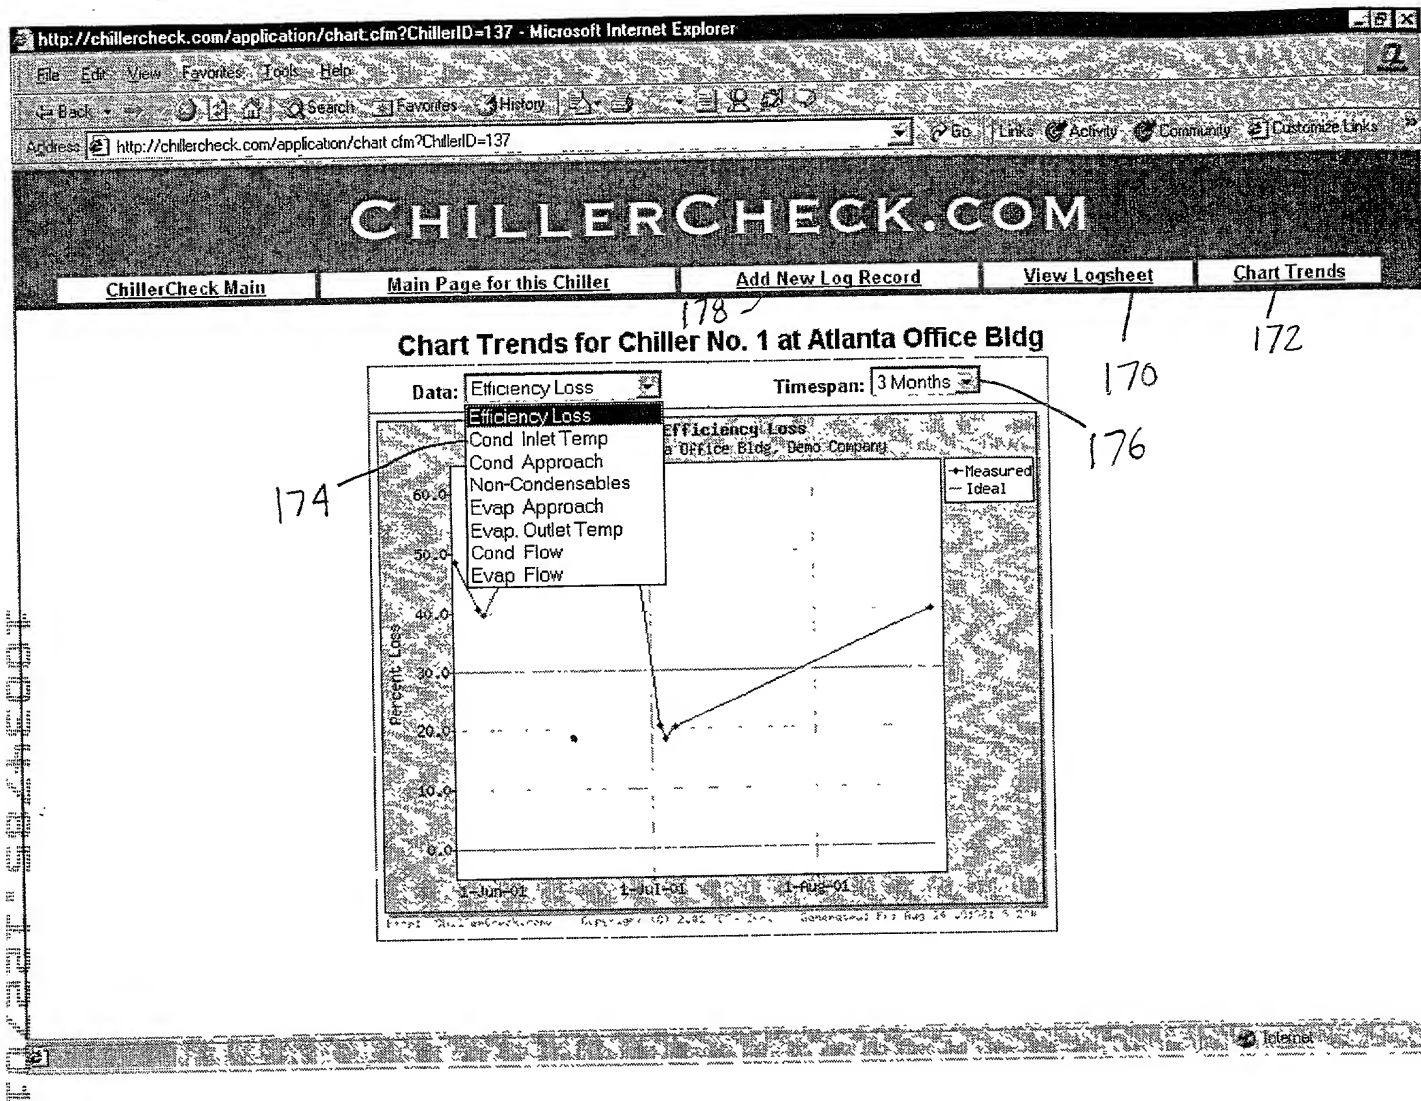 http://chillercheck.com/application/chart.cfm?ChillerID=137 - Microsoft Internet Explorer
File Edit View Favorites Tools Help
Back Search Favorites History
Address http://chillercheck.com/application/chart.cfm?ChillerID=137 Go Links Activity Community Customize Links
CHILLERCHECK.COM
ChillerCheck Main Main Page for this Chiller Add New Log Record View Logsheet Chart Trends
178
170
172
Chart Trends for Chiller No. 1 at Atlanta Office Bldg
Data: Efficiency Loss Timespan: 3 Months
176
174
Efficiency Loss
Cond Inlet Temp
Cond Approach
Non-Condensables
Evap Approach
Evap. Outlet Temp
Cond Flow
Evap Flow
Efficiency Loss
a Office Bldg, Demo Company
Measured
Ideal
Percent Loss
60.0
50.0
40.0
30.0
20.0
10.0
0.0
1-Jun-01 1-Jul-01 1-Aug-01
Internet